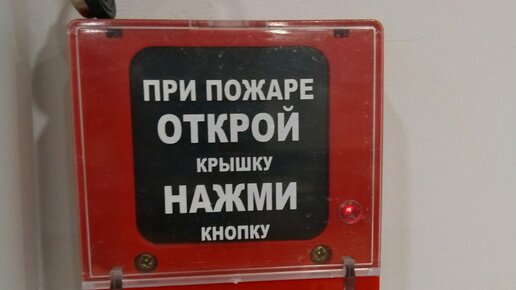 ПРИ ПОЖАРЕ
ОТКРОЙ
КРЫШКУ
НАЖМИ
КНОПКУ